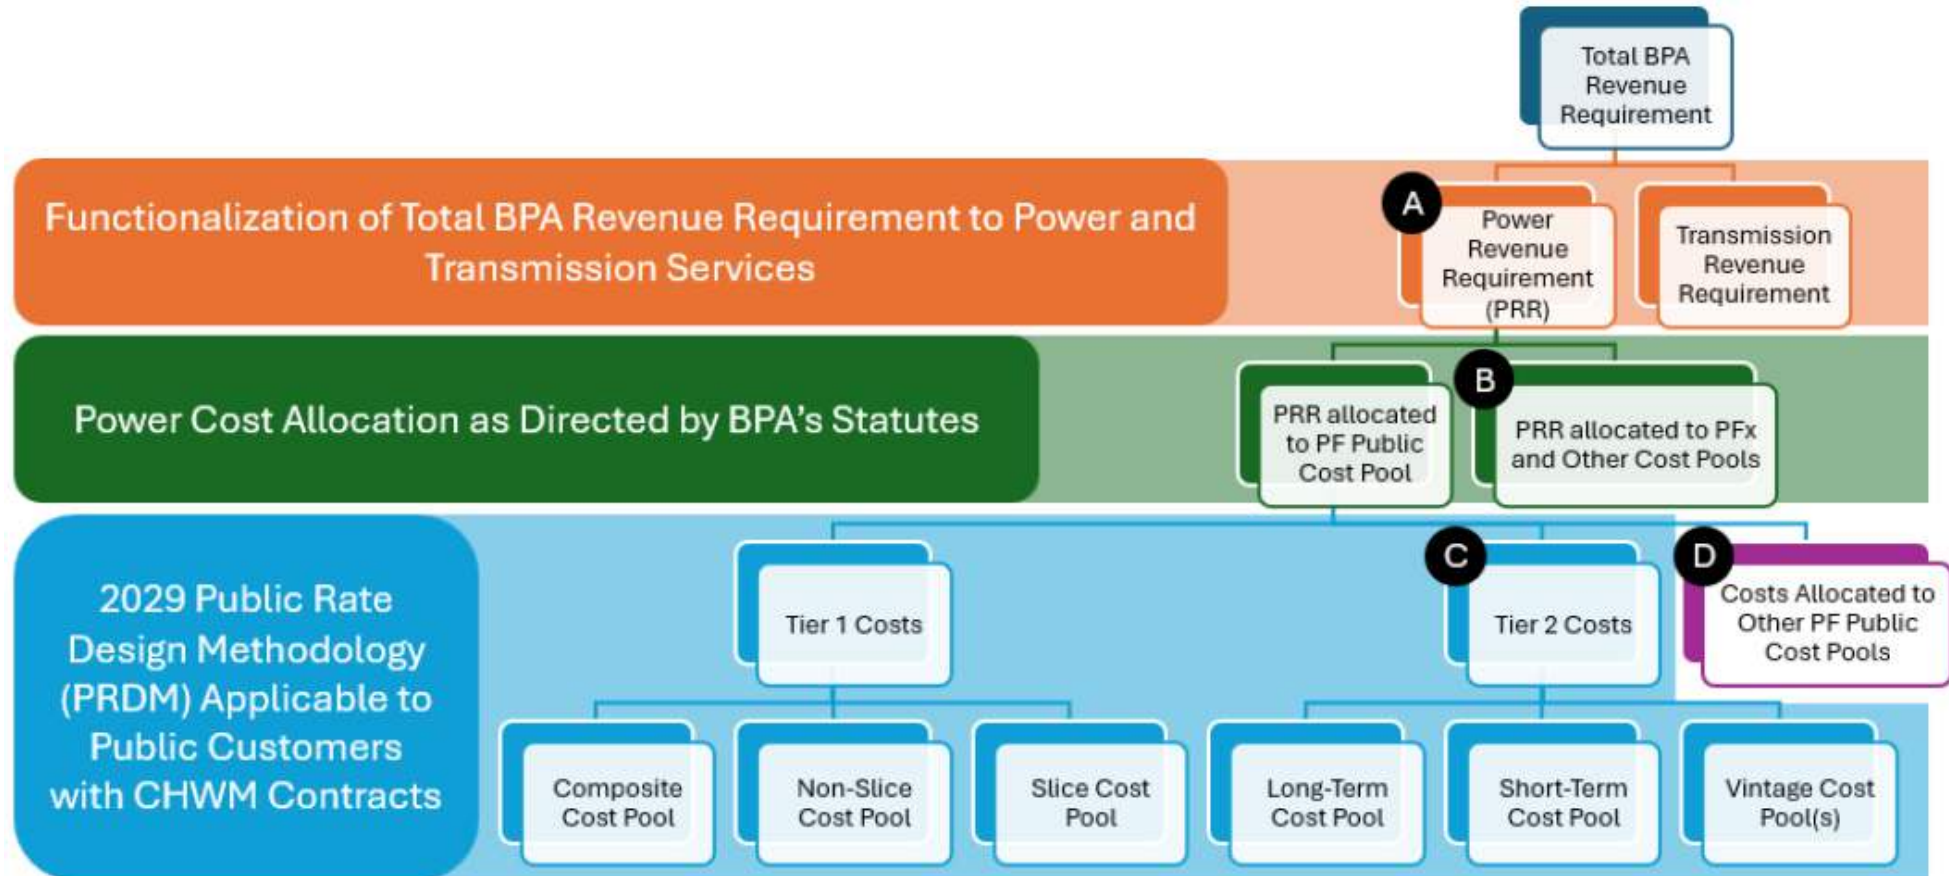 Total BPA
Revenue
Requirement
Functionalization of Total BPA Revenue Requirement to Power and
Transmission Services
A
Power
Revenue
Requirement
(PRR)
Transmission
Revenue
Requirement
Power Cost Allocation as Directed by BPA's Statutes
PRR allocated
to PF Public
Cost Pool
B
PRR allocated to PFx
and Other Cost Pools
2029 Public Rate
Design Methodology
(PRDM) Applicable to
Public Customers
with CHWM Contracts
Tier 1 Costs
C
Tier 2 Costs
D
Costs Allocated to
Other PF Public
Cost Pools
Composite
Cost Pool
Non-Slice
Cost Pool
Slice Cost
Pool
Long-Term
Cost Pool
Short-Term
Cost Pool
Vintage Cost
Pool(s)